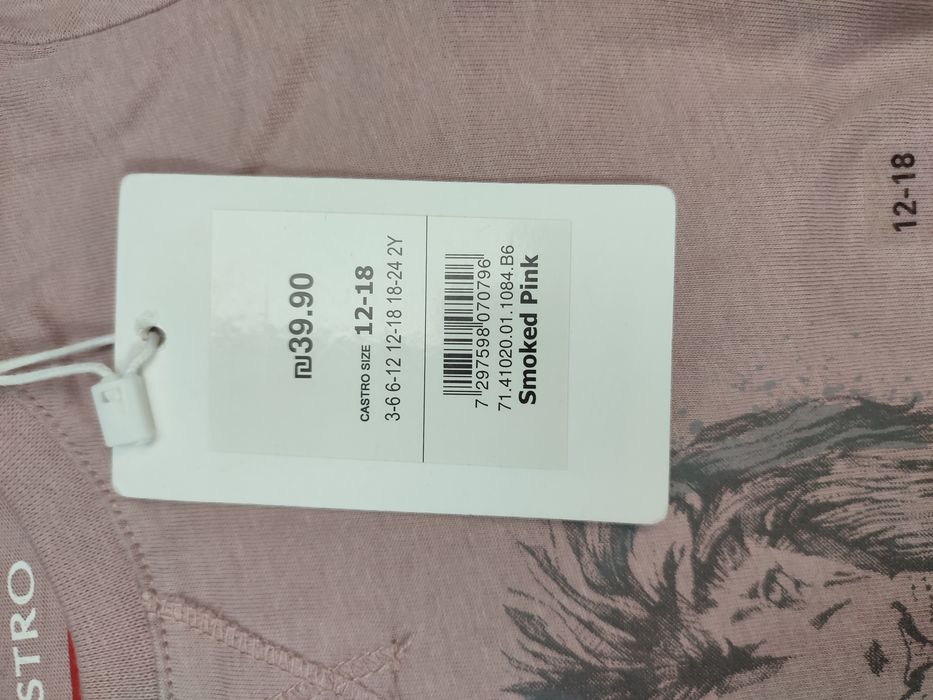 ₪39.90
CASTRO SIZE 12-18
3-6 6-12 12-18 18-24 2Y
7 297598 070796
71.41020.01.1084.B6
Smoked Pink
12-18
STRO